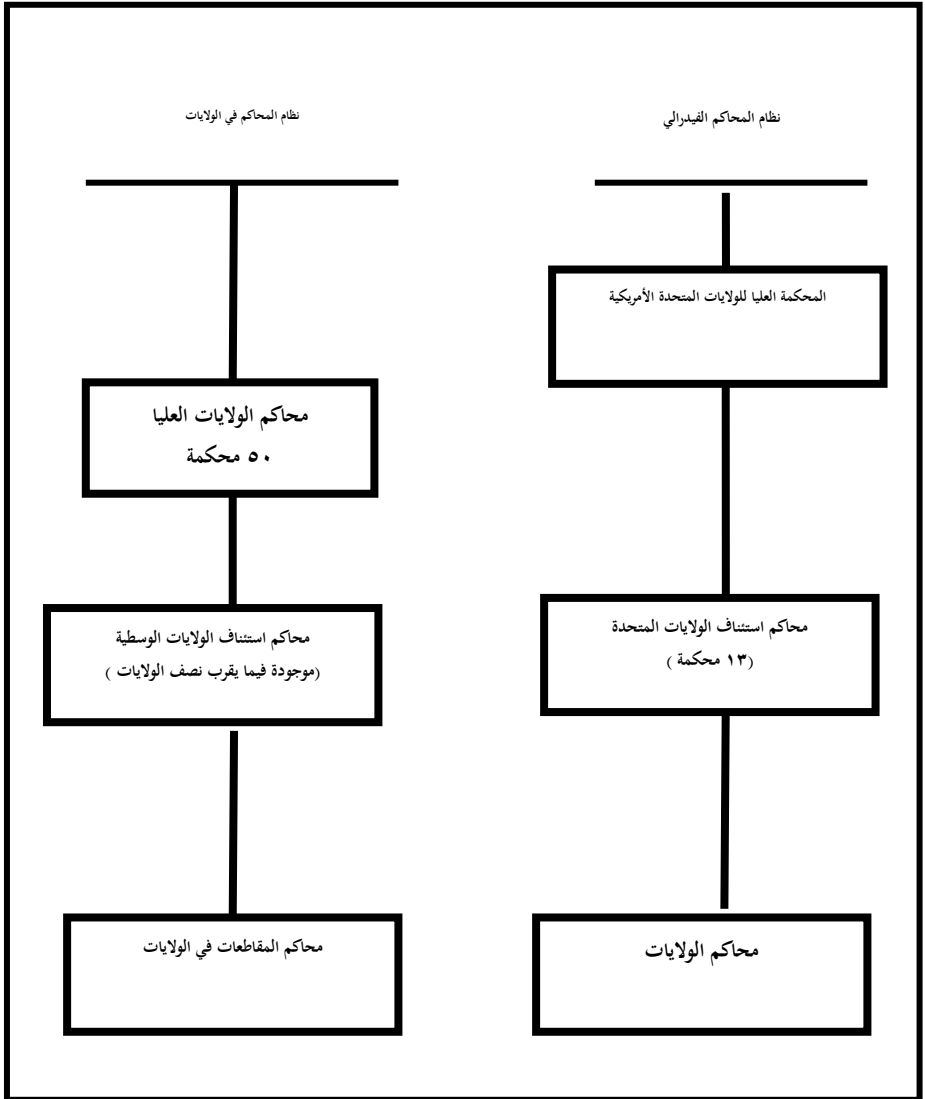 نظام المحاكم الفيدرالي
المحكمة العليا للولايات المتحدة الأمريكية
محاكم استئناف الولايات المتحدة
(١٣ محكمة )
محاكم الولايات
نظام المحاكم في الولايات
محاكم الولايات العليا
٥٠ محكمة
محاكم استئناف الولايات الوسطية
(موجودة فيما يقرب نصف الولايات )
محاكم المقاطعات في الولايات